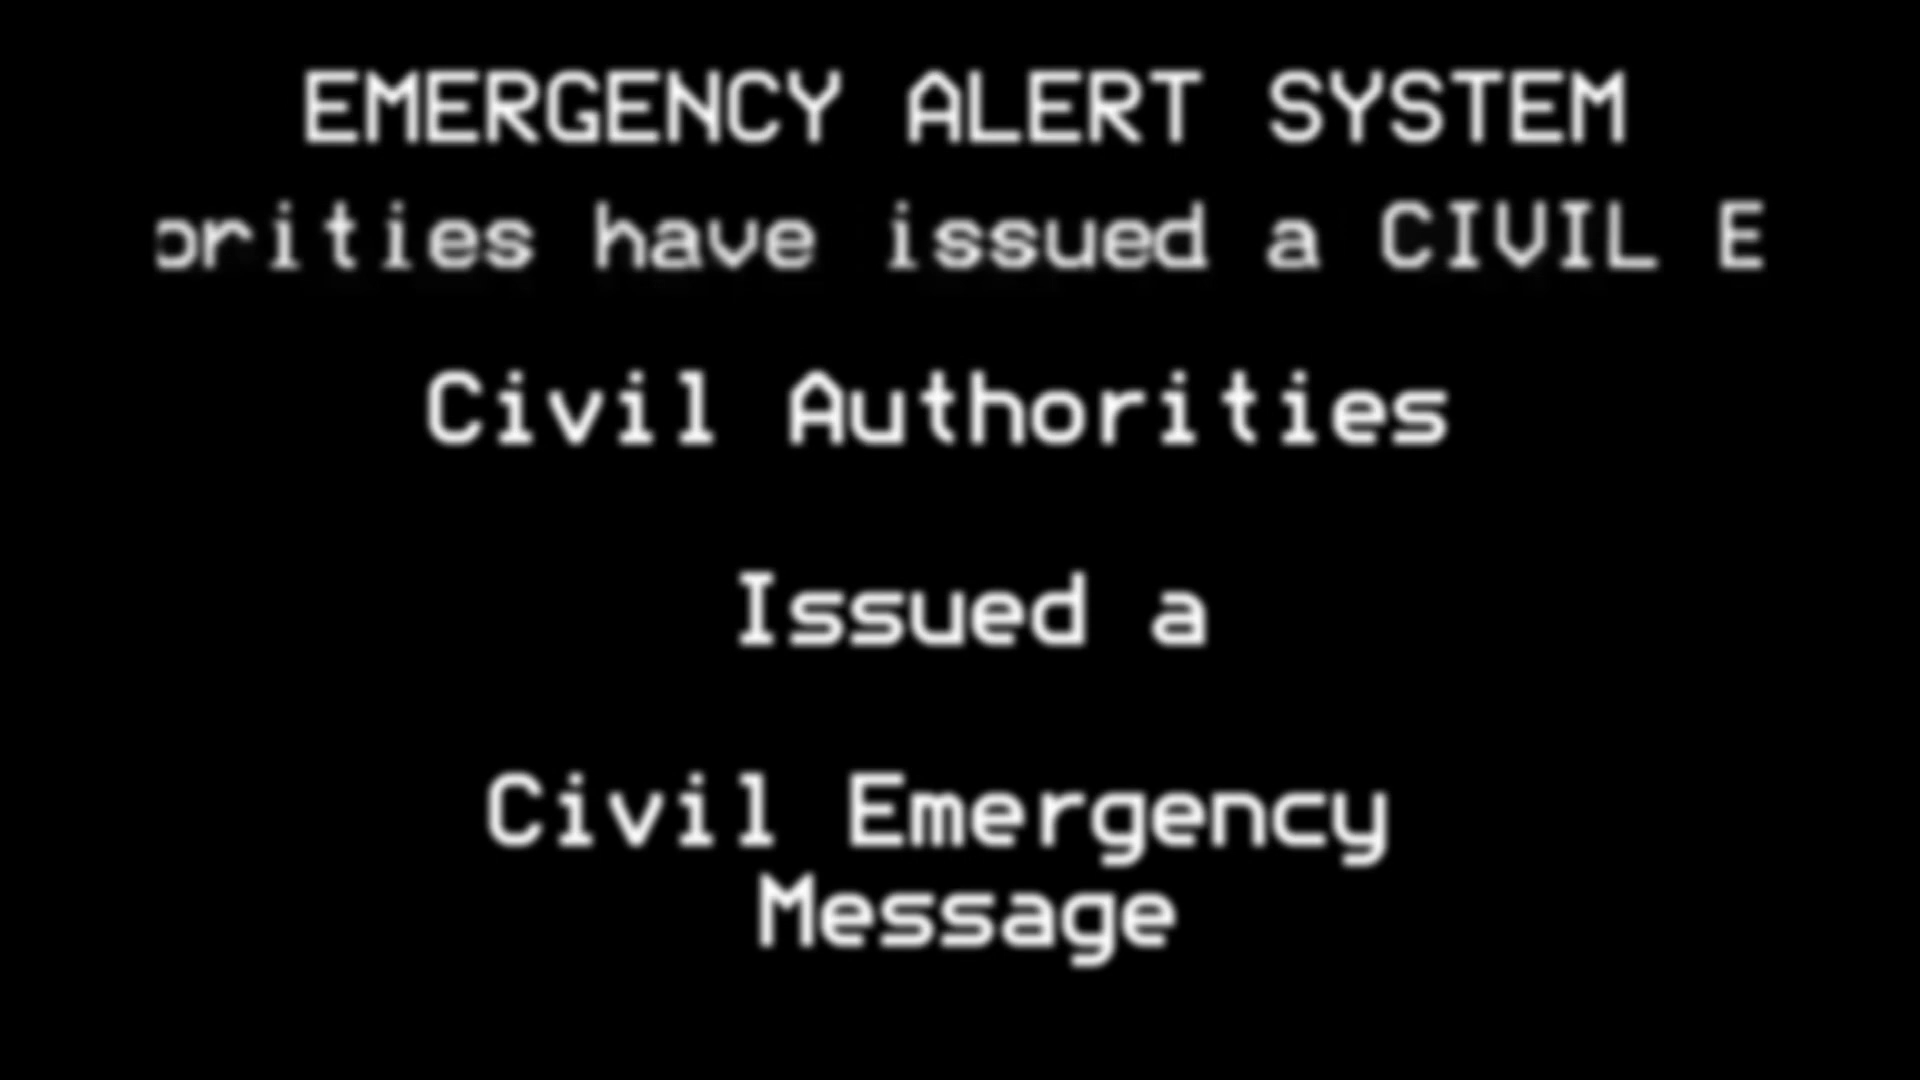 EMERGENCY ALERT SYSTEM
orities have issued a CIVIL E
Civil Authorities
Issued a
Civil Emergency
Message